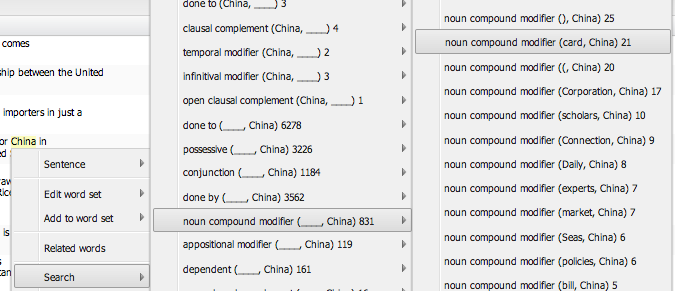 comes
ship between the United
importers in just a
or China in
ed
Sentence
raw
Edit word set
Rice
Add to word set
is
Related words
s
tan
Search
done to (China, ____) 3
clausal complement (China, ____) 4
temporal modifier (China, ____) 2
infinitival modifier (China, ____) 3
open clausal complement (China, ____) 1
done to (____, China) 6278
possessive (____, China) 3226
conjunction (____, China) 1184
done by (____, China) 3562
noun compound modifier (____, China) 831
appositional modifier (____, China) 119
dependent (____, China) 161
noun compound modifier (), China) 25
noun compound modifier (card, China) 21
noun compound modifier ((, China) 20
noun compound modifier (Corporation, China) 17
noun compound modifier (scholars, China) 10
noun compound modifier (Connection, China) 9
noun compound modifier (Daily, China) 8
noun compound modifier (experts, China) 7
noun compound modifier (market, China) 7
noun compound modifier (Seas, China) 6
noun compound modifier (policies, China) 6
noun compound modifier (bill, China) 5